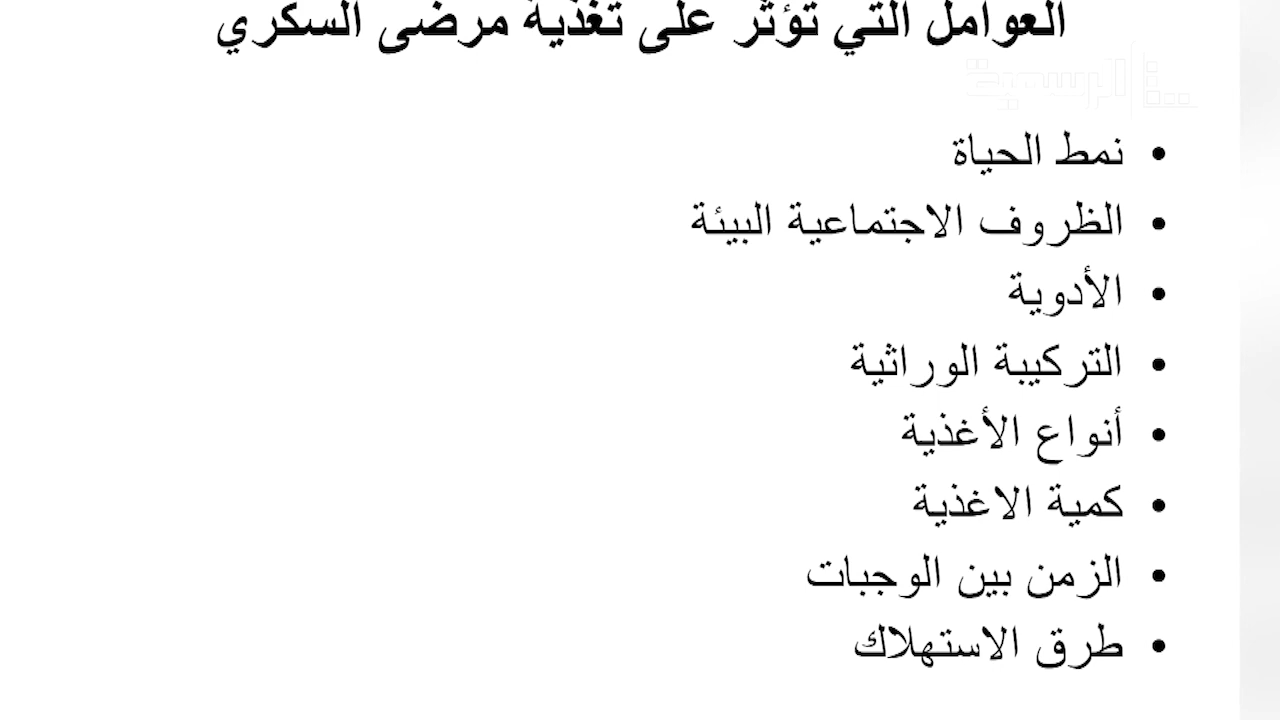 العوامل التي تؤثر على تغذية مرضى السكري
الرسمية
نمط الحياة
الظروف الاجتماعية البيئة
الأدوية
التركيبة الوراثية
أنواع الأغذية
كمية الاغذية
الزمن بين الوجبات
طرق الاستهلاك